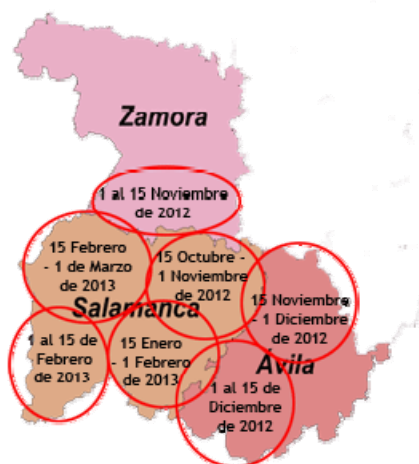 Zamora
1 al 15 Noviembre
de 2012
15 Febrero
- 1 de Marzo
de 2013
15 Octubre -
1 Noviembre
de 2012
15 Noviembre
- 1 Diciembre
de 2012
Salamanca
1 al 15 de
Febrero
de 2013
15 Enero
- 1 Febrero
de 2013
Ávila
1 al 15 de
Diciembre
de 2012